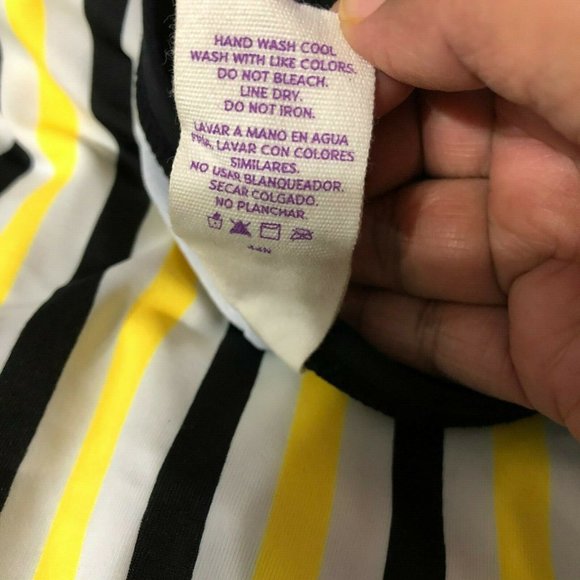 HAND WASH COOL
WASH WITH LIKE COLORS.
DO NOT BLEACH.
LINE DRY.
DO NOT IRON.
LAVAR A MANO EN AGUA
FRIA, LAVAR CON COLORES
SIMILARES.
NO USAR BLANQUEADOR.
SECAR COLGADO.
NO PLANCHAR.